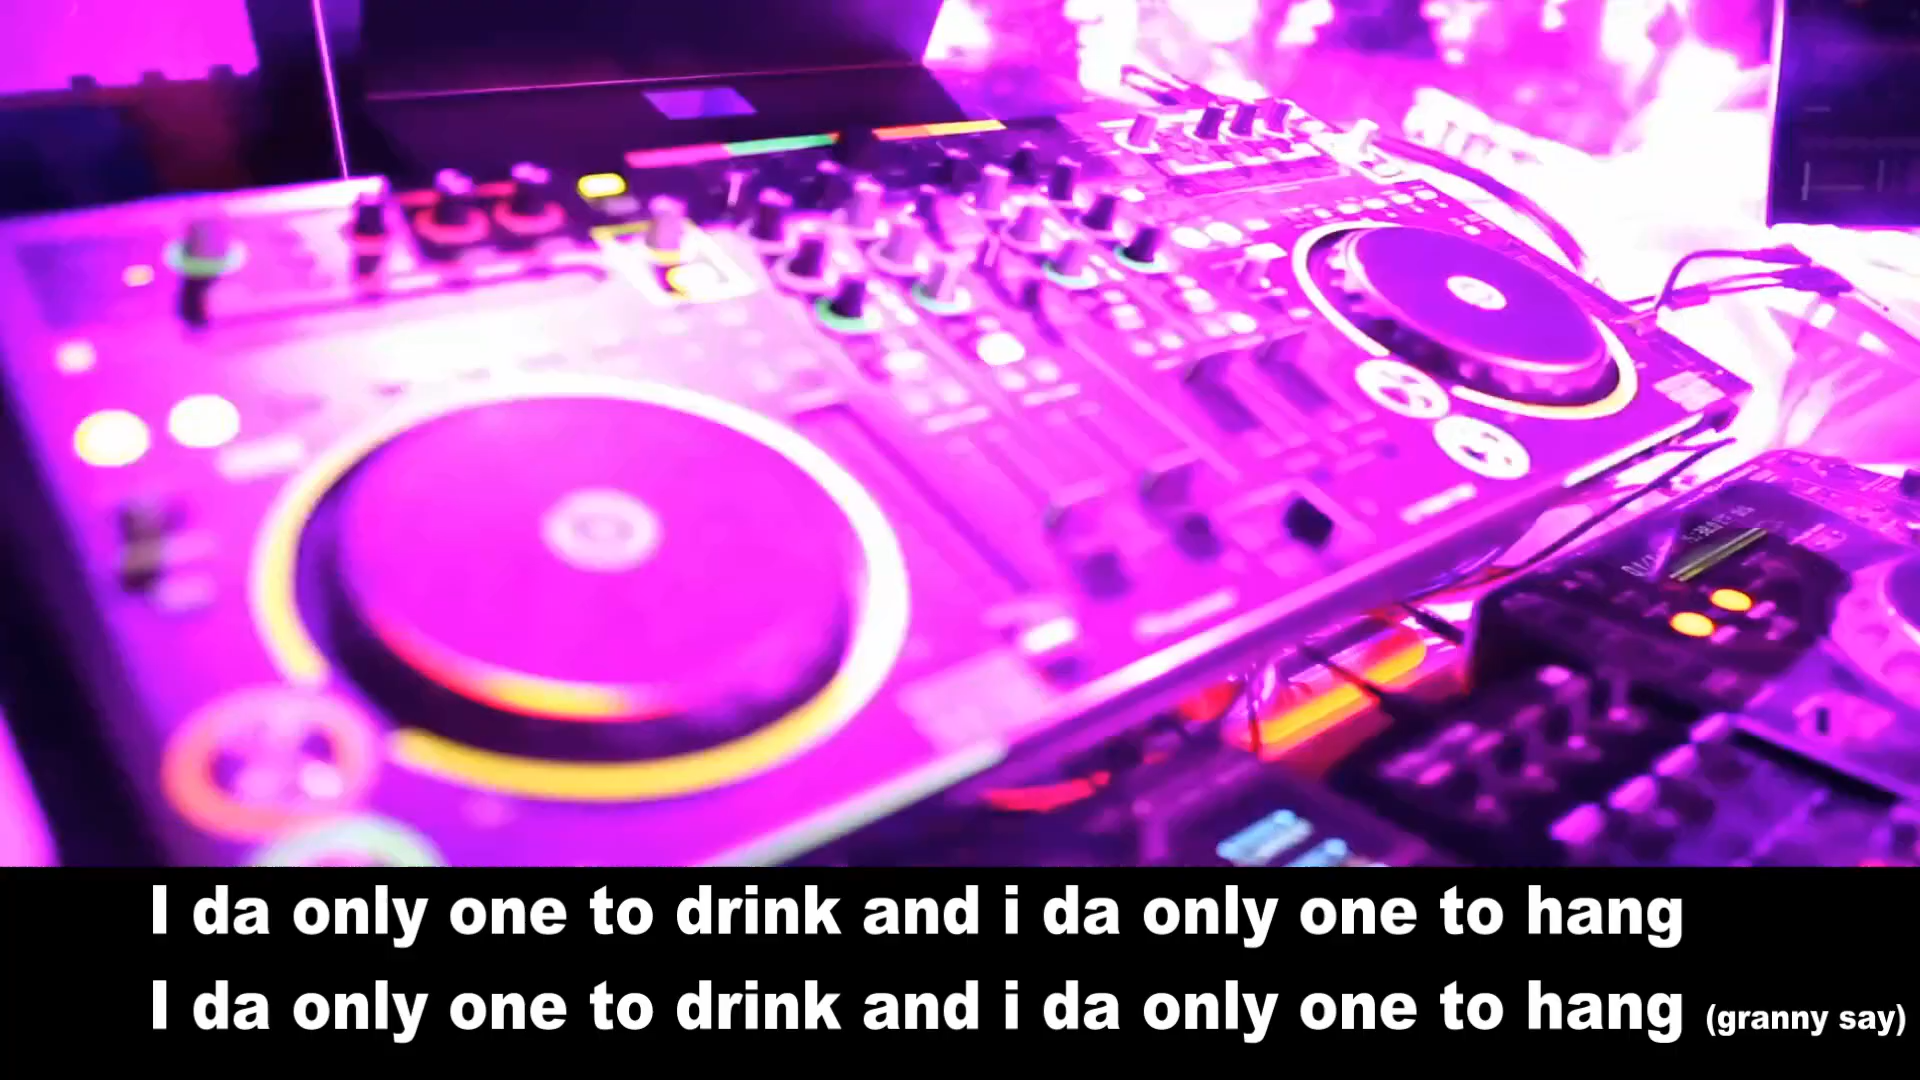 I da only one to drink and i da only one to hang
I da only one to drink and i da only one to hang (granny say)